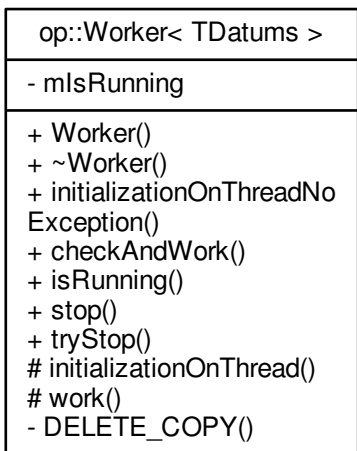 op::Worker< TDatums >
- mIsRunning
+ Worker()
+ ~Worker()
+ initializationOnThreadNo
Exception()
+ checkAndWork()
+ isRunning()
+ stop()
+ tryStop()
# initializationOnThread()
# work()
- DELETE_COPY()